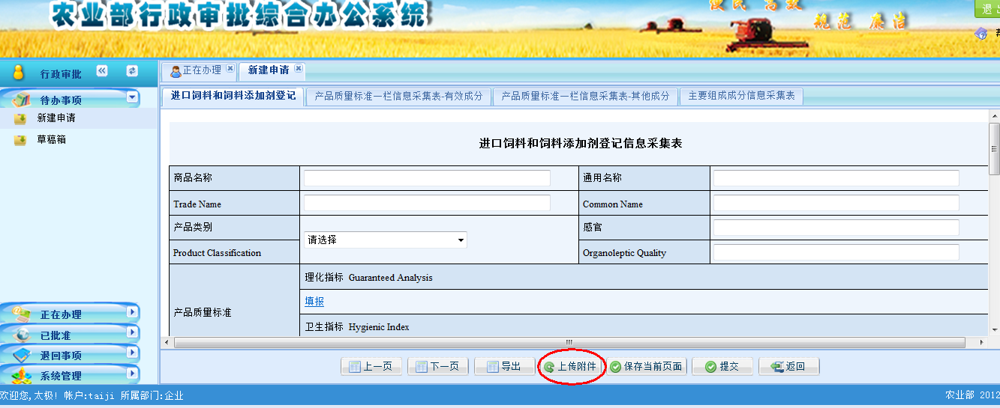 便民 高效
农业部行政审批综合办公系统
规范 廉洁
退出
行政审批
正在办理
新建申请
待办事项
进口饲料和饲料添加剂登记
产品质量标准一栏信息采集表-有效成分
产品质量标准一栏信息采集表-其他成分
主要组成成分信息采集表
新建申请
草稿箱
进口饲料和饲料添加剂登记信息采集表
商品名称
通用名称
Trade Name
Common Name
产品类别
感官
请选择
Product Classification
Organoleptic Quality
理化指标 Guaranteed Analysis
填报
产品质量标准
卫生指标 Hygienic Index
正在办理
已批准
退回事项
系统管理
上一页
下一页
导出
上传附件
保存当前页面
提交
返回
欢迎您,太极! 帐户:taiji 所属部门:企业
农业部 2012